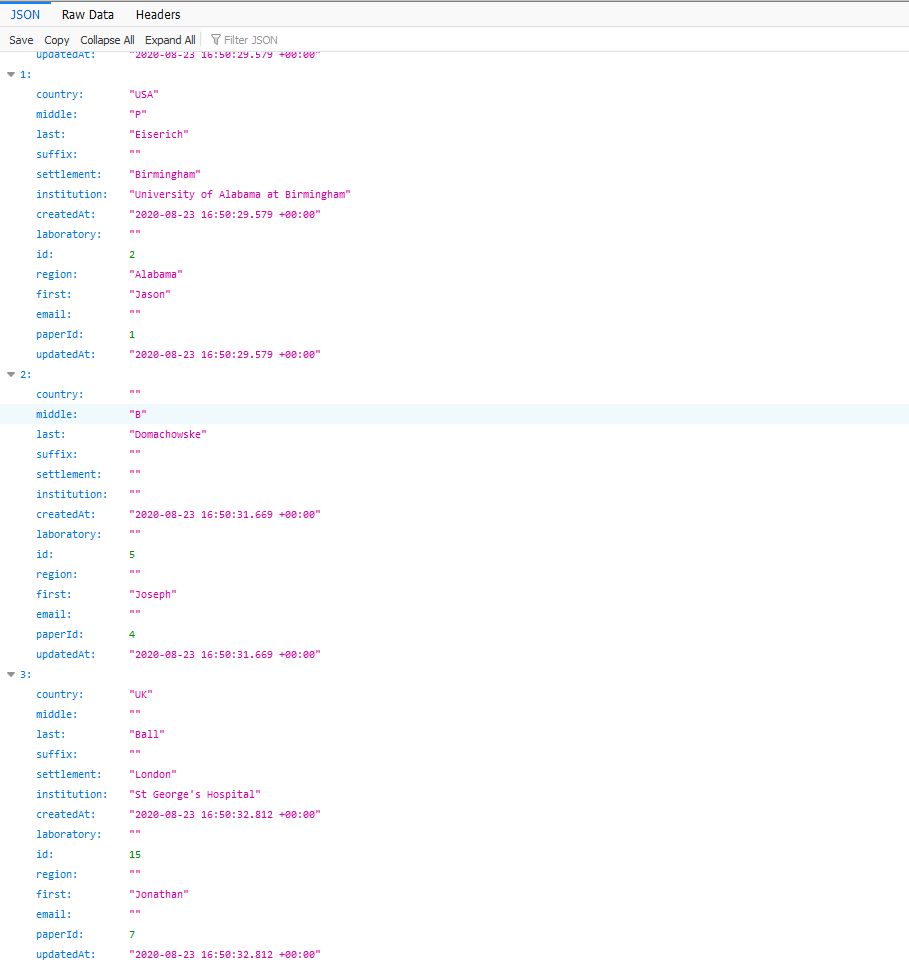 JSON Raw Data Headers
Save Copy Collapse All Expand All Filter JSON
updatedAt: "2020-08-23 16:50:29.579 +00:00"
1:
country: "USA"
middle: "P"
last: "Eiserich"
suffix: ""
settlement: "Birmingham"
institution: "University of Alabama at Birmingham"
createdAt: "2020-08-23 16:50:29.579 +00:00"
laboratory: ""
id: 2
region: "Alabama"
first: "Jason"
email: ""
paperId: 1
updatedAt: "2020-08-23 16:50:29.579 +00:00"
2:
country: ""
middle: "B"
last: "Domachowske"
suffix: ""
settlement: ""
institution: ""
createdAt: "2020-08-23 16:50:31.669 +00:00"
laboratory: ""
id: 5
region: ""
first: "Joseph"
email: ""
paperId: 4
updatedAt: "2020-08-23 16:50:31.669 +00:00"
3:
country: "UK"
middle: ""
last: "Ball"
suffix: ""
settlement: "London"
institution: "St George's Hospital"
createdAt: "2020-08-23 16:50:32.812 +00:00"
laboratory: ""
id: 15
region: ""
first: "Jonathan"
email: ""
paperId: 7
updatedAt: "2020-08-23 16:50:32.812 +00:00"